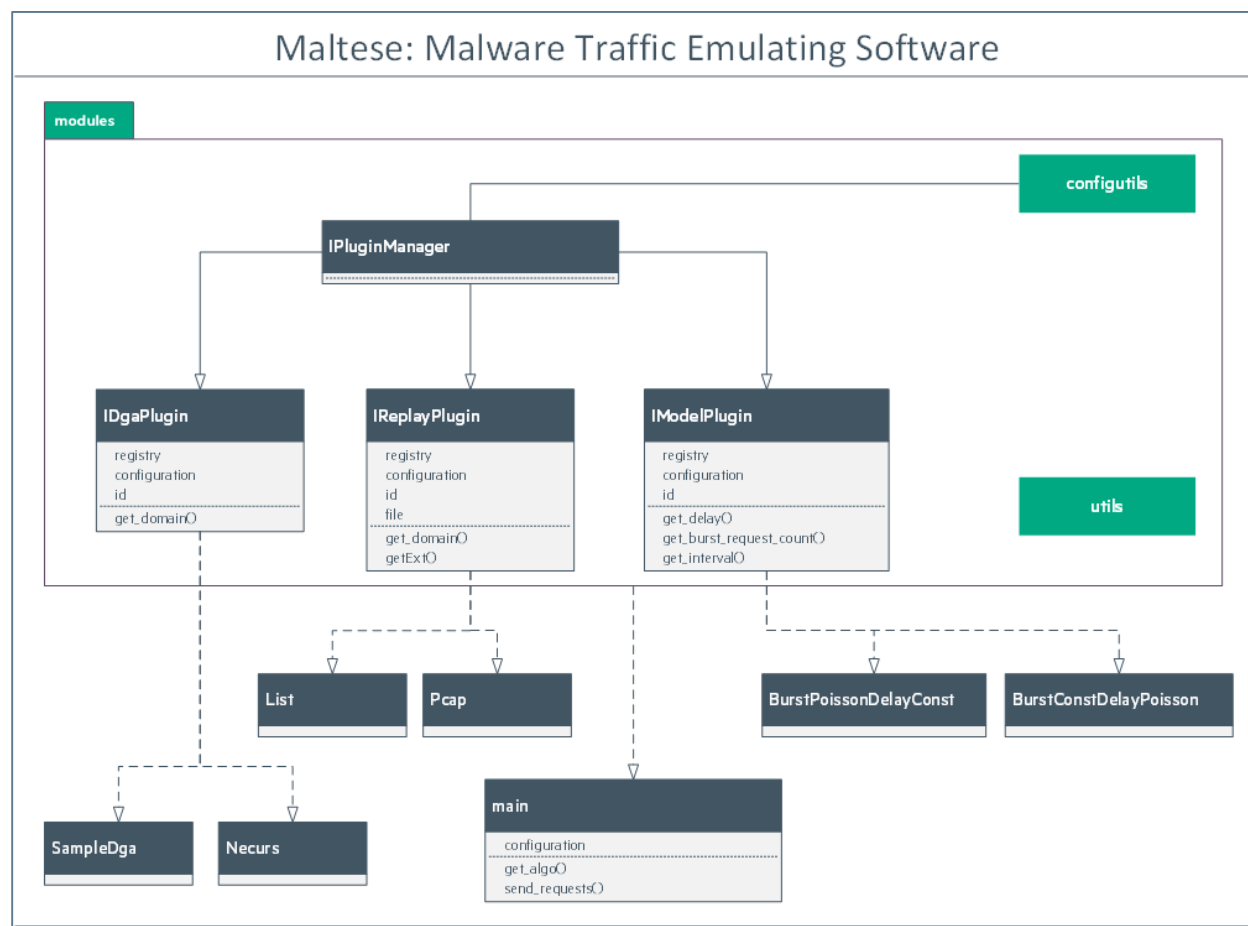 Maltese: Malware Traffic Emulating Software
modules
configutils
IPluginManager
IDgaPlugin
registry
configuration
id
get_domain()
IReplayPlugin
registry
configuration
id
file
get_domain()
getExt()
IModelPlugin
registry
configuration
id
get_delay()
get_burst_request_count()
get_interval()
utils
List
Pcap
BurstPoissonDelayConst
BurstConstDelayPoisson
SampleDga
Necurs
main
configuration
get_algo()
send_requests()